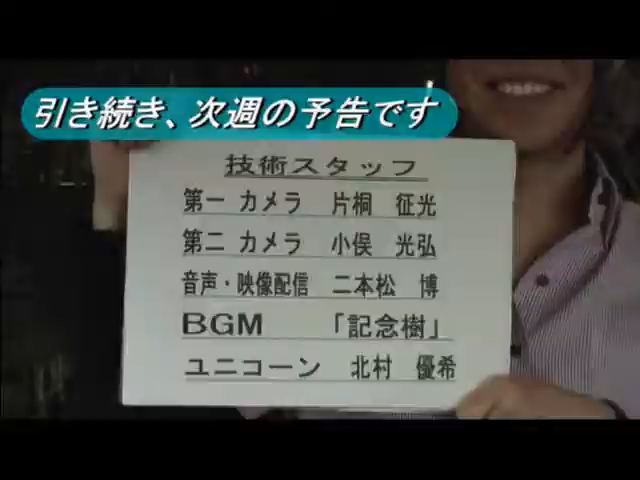 引き続き、次週の予告です
技術スタッフ
第一 カメラ 片桐 征光
第二 カメラ 小俣 光弘
音声・映像配信 二本松 博
BGM 「記念樹」
ユニコーン 北村 優希